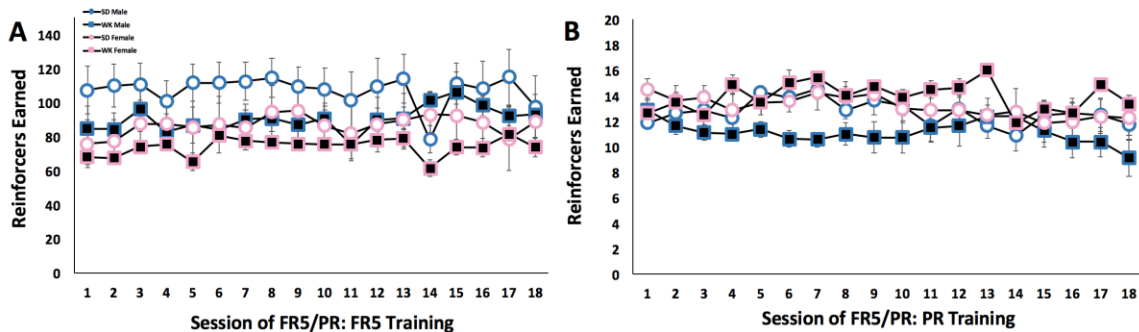 A
SD Male
WK Male
SD Female
WK Female
Reinforcers Earned
140
120
100
80
60
40
20
0
1 2 3 4 5 6 7 8 9 10 11 12 13 14 15 16 17 18
Session of FR5/PR: FR5 Training
B
Reinforcers Earned
20
18
16
14
12
10
8
6
4
2
0
1 2 3 4 5 6 7 8 9 10 11 12 13 14 15 16 17 18
Session of FR5/PR: PR Training